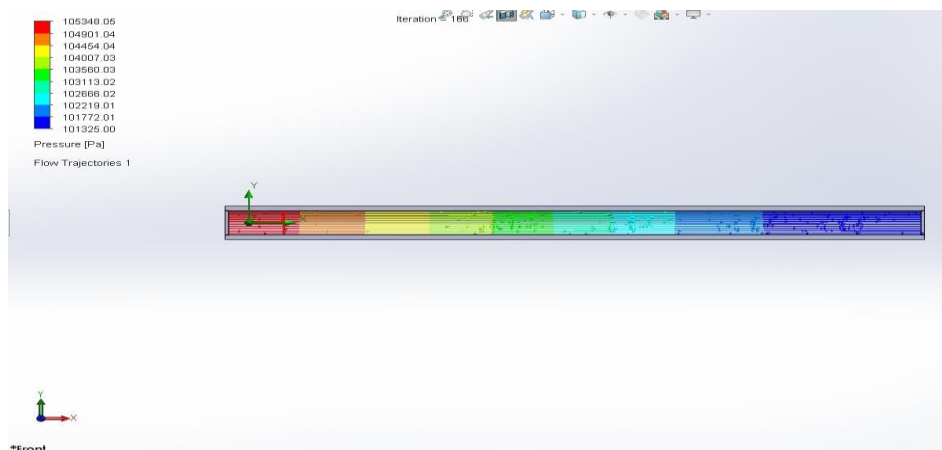 105348.05
104901.04
104454.04
104007.03
103560.03
103113.02
102666.02
102219.01
101772.01
101325.00
Pressure [Pa]
Flow Trajectories 1
Iteration = 166
Y
X
Y
X
*Front